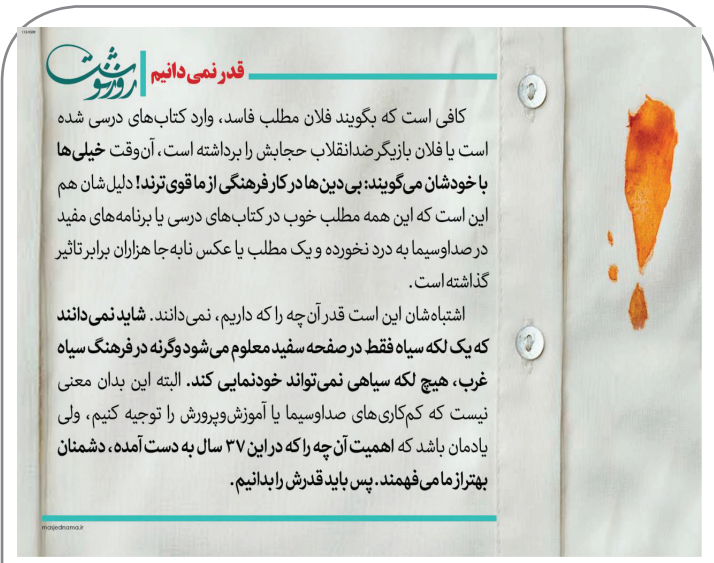 روزنوشت
قدر نمی‌دانیم
کافی است که بگویند فلان مطلب فاسد، وارد کتاب‌های درسی شده
است یا فلان بازیگر ضدانقلاب حجابش را برداشته است، آن‌وقت خیلی‌ها
با خودشان می‌گویند: بی‌دین‌ها در کار فرهنگی از ما قوی‌ترند! دلیل‌شان هم
این است که این همه مطلب خوب در کتاب‌های درسی یا برنامه‌های مفید
در صداوسیما به درد نخورده و یک مطلب یا عکس نابه‌جا هزاران برابر تاثیر
گذاشته است.
اشتباه‌شان این است قدر آن‌چه را که داریم، نمی‌دانند. شاید نمی‌دانند
که یک لکه سیاه فقط در صفحه سفید معلوم می‌شود وگرنه در فرهنگ سیاه
غرب، هیچ لکه سیاهی نمی‌تواند خودنمایی کند. البته این بدان معنی
نیست که کم‌کاری‌های صداوسیما یا آموزش‌وپرورش را توجیه کنیم، ولی
یادمان باشد که اهمیت آن‌چه را که در این ۳۷ سال به دست آمده، دشمنان
بهتر از ما می‌فهمند. پس باید قدرش را بدانیم.
masjednama.ir